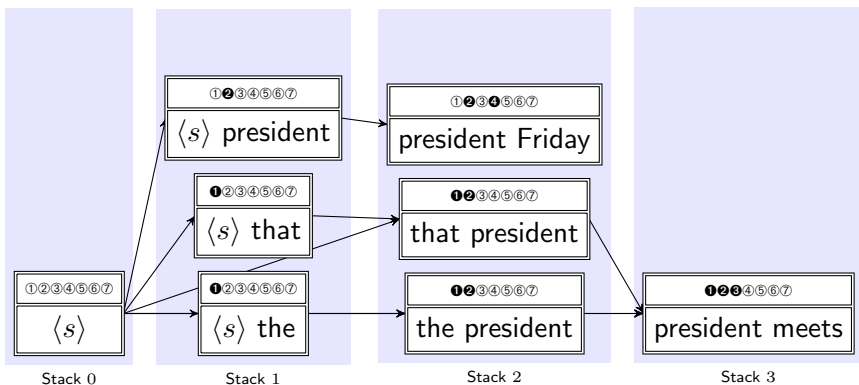 ①❷③④⑤⑥⑦
⟨s⟩ president
①❷③❹⑤⑥⑦
president Friday
❶②③④⑤⑥⑦
⟨s⟩ that
❶❷③④⑤⑥⑦
that president
①②③④⑤⑥⑦
⟨s⟩
❶②③④⑤⑥⑦
⟨s⟩ the
❶❷③④⑤⑥⑦
the president
❶❷❸④⑤⑥⑦
president meets
Stack 0
Stack 1
Stack 2
Stack 3